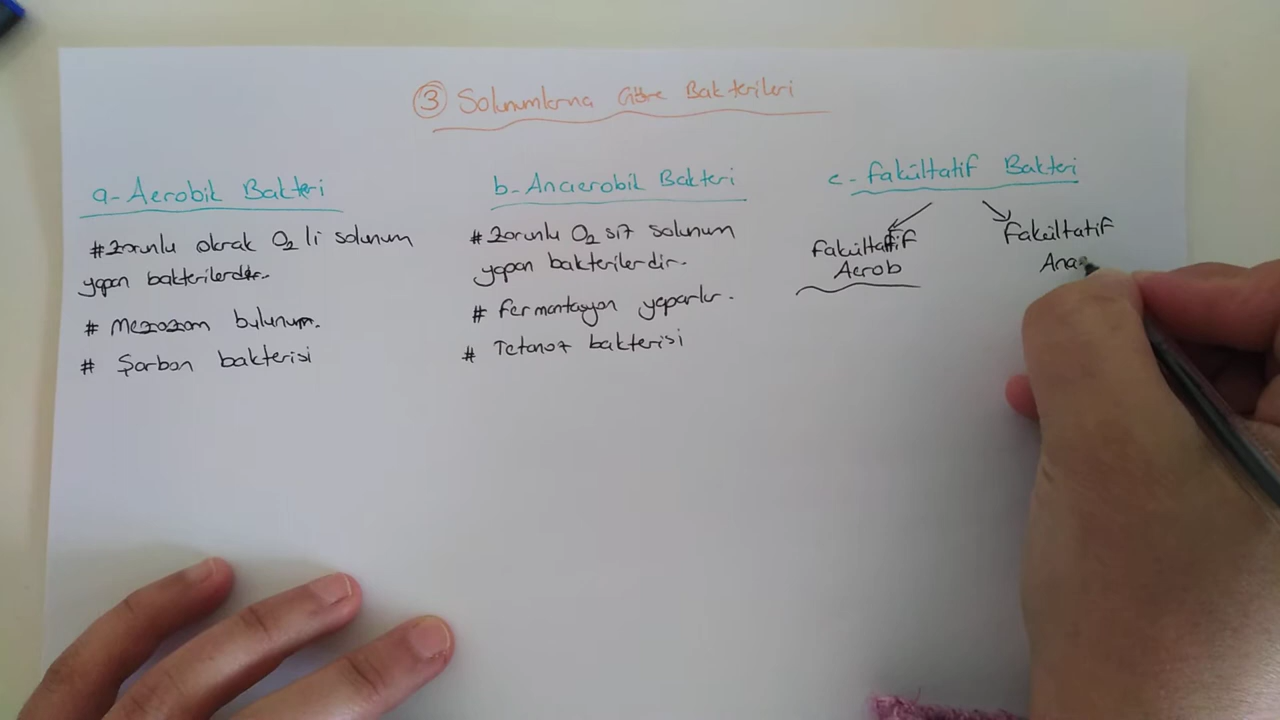 ③ Solunumlarına Göre Bakterileri
a- Aerobik Bakteri
# Zorunlu olarak O₂ li solunum
yapan bakterilerdir.
# Mezozom bulunur.
# Şarbon bakterisi
b- Anaerobik Bakteri
# Zorunlu O₂ siz solunum
yapan bakterilerdir.
# Fermantasyon yaparlar.
# Tetanoz bakterisi
c- Fakültatif Bakteri
Fakültatif
Aerob
Fakültatif
Ana